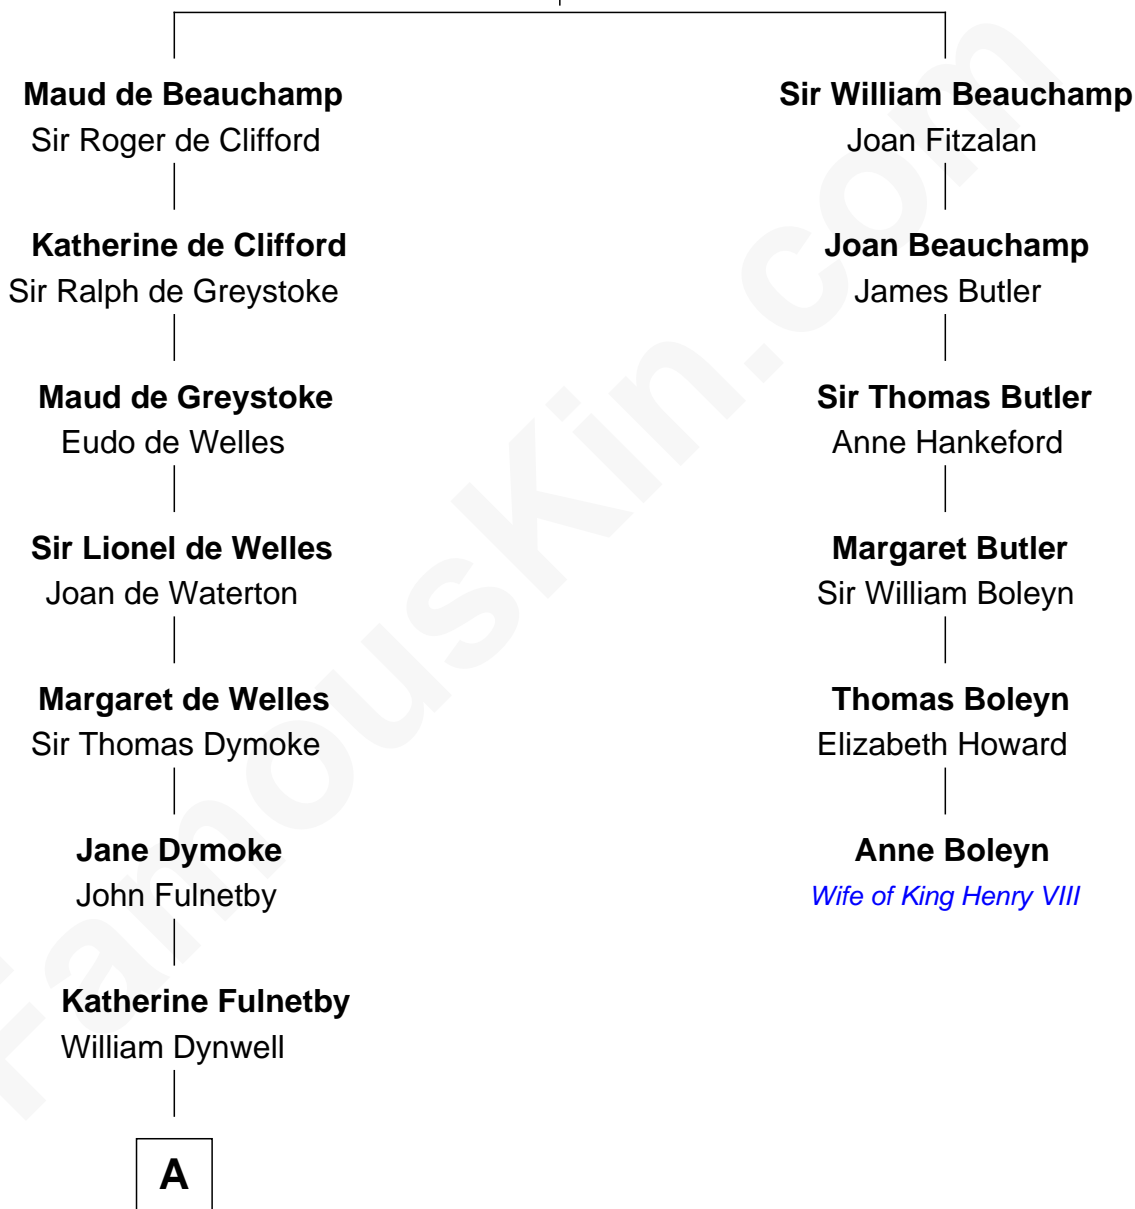 Maud de Beauchamp
Sir Roger de Clifford
Katherine de Clifford
Sir Ralph de Greystoke
Maud de Greystoke
Eudo de Welles
Sir Lionel de Welles
Joan de Waterton
Margaret de Welles
Sir Thomas Dymoke
Jane Dymoke
John Fulnetby
Katherine Fulnetby
William Dynwell
A
Sir William Beauchamp
Joan Fitzalan
Joan Beauchamp
James Butler
Sir Thomas Butler
Anne Hankeford
Margaret Butler
Sir William Boleyn
Thomas Boleyn
Elizabeth Howard
Anne Boleyn
Wife of King Henry VIII
FamousKin.com